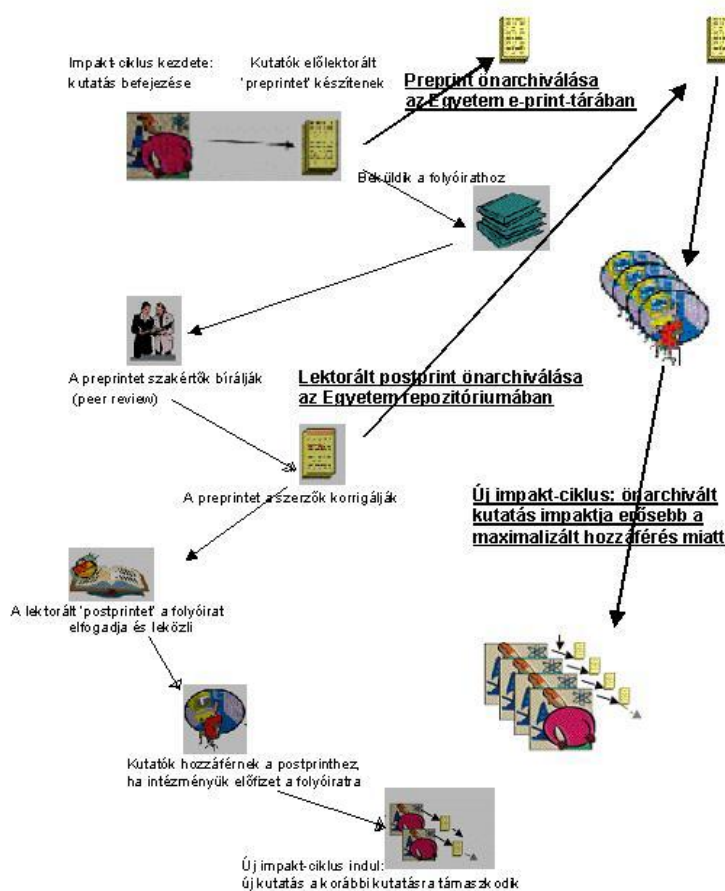 Impakt-ciklus kezdete:
kutatás befejezése
Kutatók előlektorált
'preprintet' készítenek
Preprint önarchiválása
az Egyetem e-print-tárában
Beküldik a folyóirathoz
A preprintet szakértők bírálják
(peer review)
Lektorált postprint önarchiválása
az Egyetem repozitóriumában
A preprintet a szerzők korrigálják
Új impakt-ciklus: önarchivált
kutatás impaktja erősebb a
maximalizált hozzáférés miatt
A lektorált 'postprintet' a folyóirat
elfogadja és leközli
Kutatók hozzáférnek a postprinthez,
ha intézményük előfizet a folyóiratra
Új impakt-ciklus indul:
új kutatás a korábbi kutatásra támaszkodik